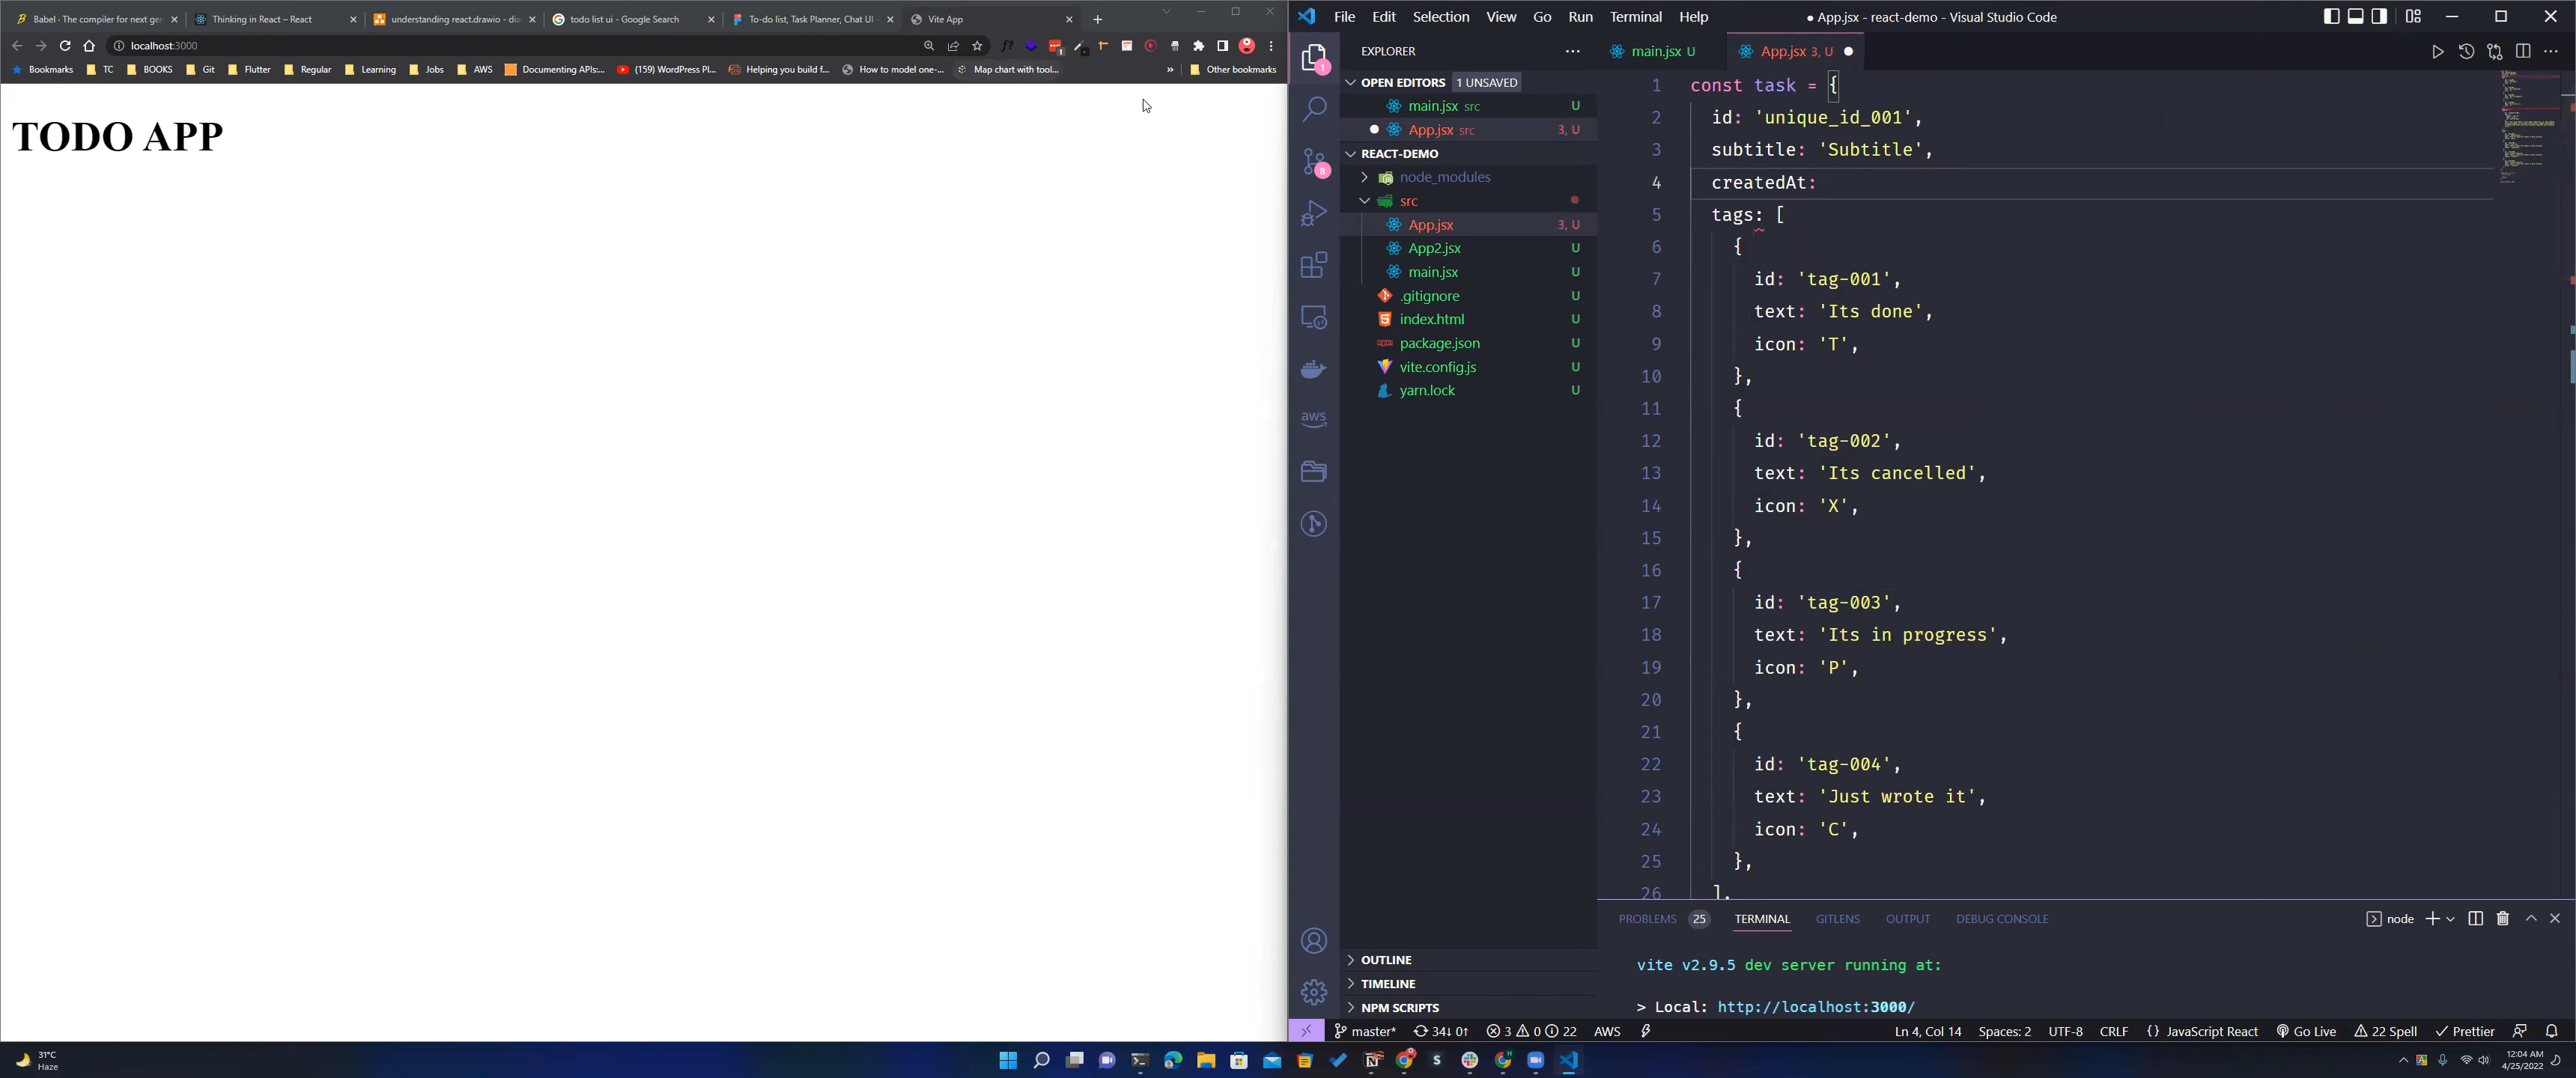 Babel · The compiler for next gen
Thinking in React – React
understanding react.drawio - dia
todo list ui - Google Search
To-do list, Task Planner, Chat UI –
Vite App
localhost:3000
Bookmarks
TC
BOOKS
Git
Flutter
Regular
Learning
Jobs
AWS
Documenting APIs:...
(159) WordPress Pl...
Helping you build f...
How to model one-...
Map chart with tool...
Other bookmarks
TODO APP
File Edit Selection View Go Run Terminal Help
● App.jsx - react-demo - Visual Studio Code
EXPLORER
OPEN EDITORS 1 UNSAVED
main.jsx src U
App.jsx src 3, U
REACT-DEMO
node_modules
src
App.jsx 3, U
App2.jsx U
main.jsx U
.gitignore U
index.html U
package.json U
vite.config.js U
yarn.lock U
OUTLINE
TIMELINE
NPM SCRIPTS
1
8
aws
main.jsx U
App.jsx 3, U
1 const task = {
2 id: 'unique_id_001',
3 subtitle: 'Subtitle',
4 createdAt:
5 tags: [
6 {
7 id: 'tag-001',
8 text: 'Its done',
9 icon: 'T',
10 },
11 {
12 id: 'tag-002',
13 text: 'Its cancelled',
14 icon: 'X',
15 },
16 {
17 id: 'tag-003',
18 text: 'Its in progress',
19 icon: 'P',
20 },
21 {
22 id: 'tag-004',
23 text: 'Just wrote it',
24 icon: 'C',
25 },
26 ],
PROBLEMS 25 TERMINAL GITLENS OUTPUT DEBUG CONSOLE
node
vite v2.9.5 dev server running at:
> Local: http://localhost:3000/
master* 34↓ 0↑ 3 0 22 AWS
Ln 4, Col 14 Spaces: 2 UTF-8 CRLF {} JavaScript React Go Live 22 Spell Prettier
31°C
Haze
12:04 AM
4/25/2022